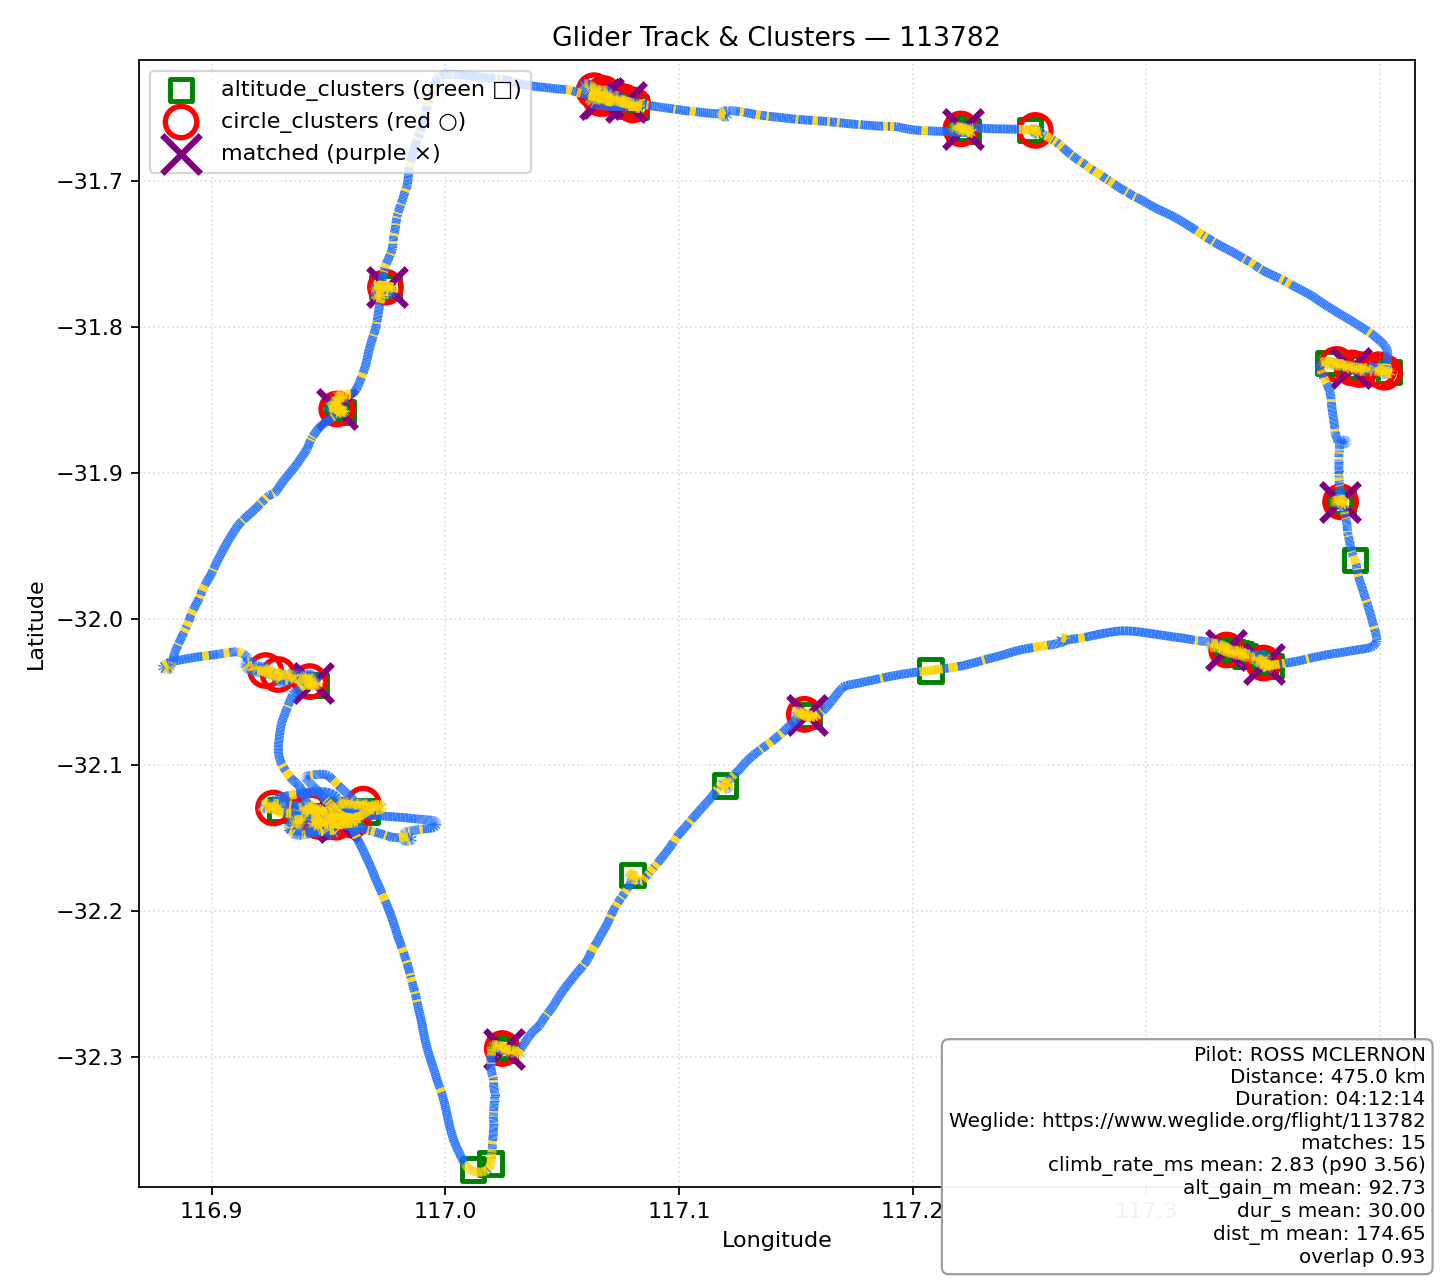 Glider Track & Clusters — 113782
altitude_clusters (green □)
circle_clusters (red ○)
matched (purple ×)
−31.7
−31.8
−31.9
−32.0
−32.1
−32.2
−32.3
Latitude
116.9
117.0
117.1
117.2
117.3
Longitude
Pilot: ROSS MCLERNON
Distance: 475.0 km
Duration: 04:12:14
Weglide: https://www.weglide.org/flight/113782
matches: 15
climb_rate_ms mean: 2.83 (p90 3.56)
alt_gain_m mean: 92.73
dur_s mean: 30.00
dist_m mean: 174.65
overlap 0.93